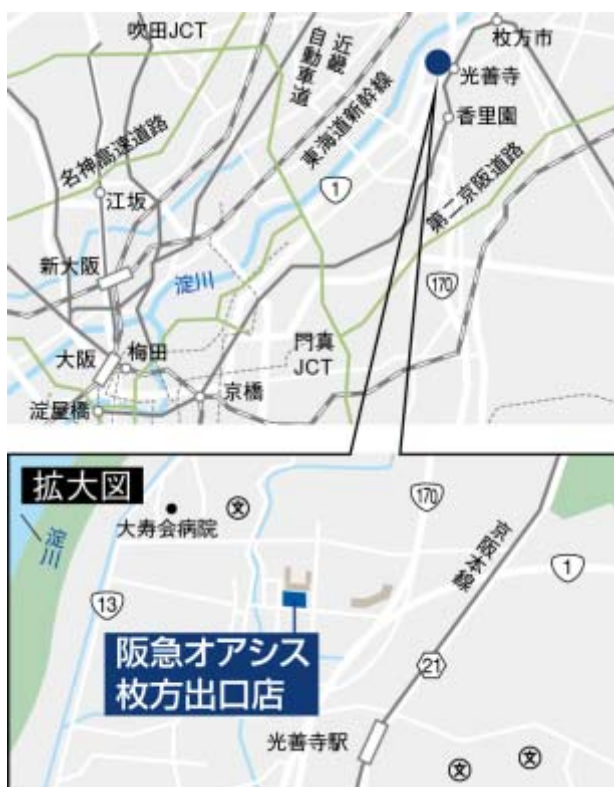 吹田JCT
近畿
自動車道
東海道新幹線
枚方市
光善寺
香里園
名神高速道路
江坂
1
第二京阪道路
新大阪
淀川
170
大阪
梅田
門真
JCT
淀屋橋
京橋
拡大図
淀川
大寿会病院
文
170
京阪本線
1
13
阪急オアシス
枚方出口店
21
光善寺駅
文
文